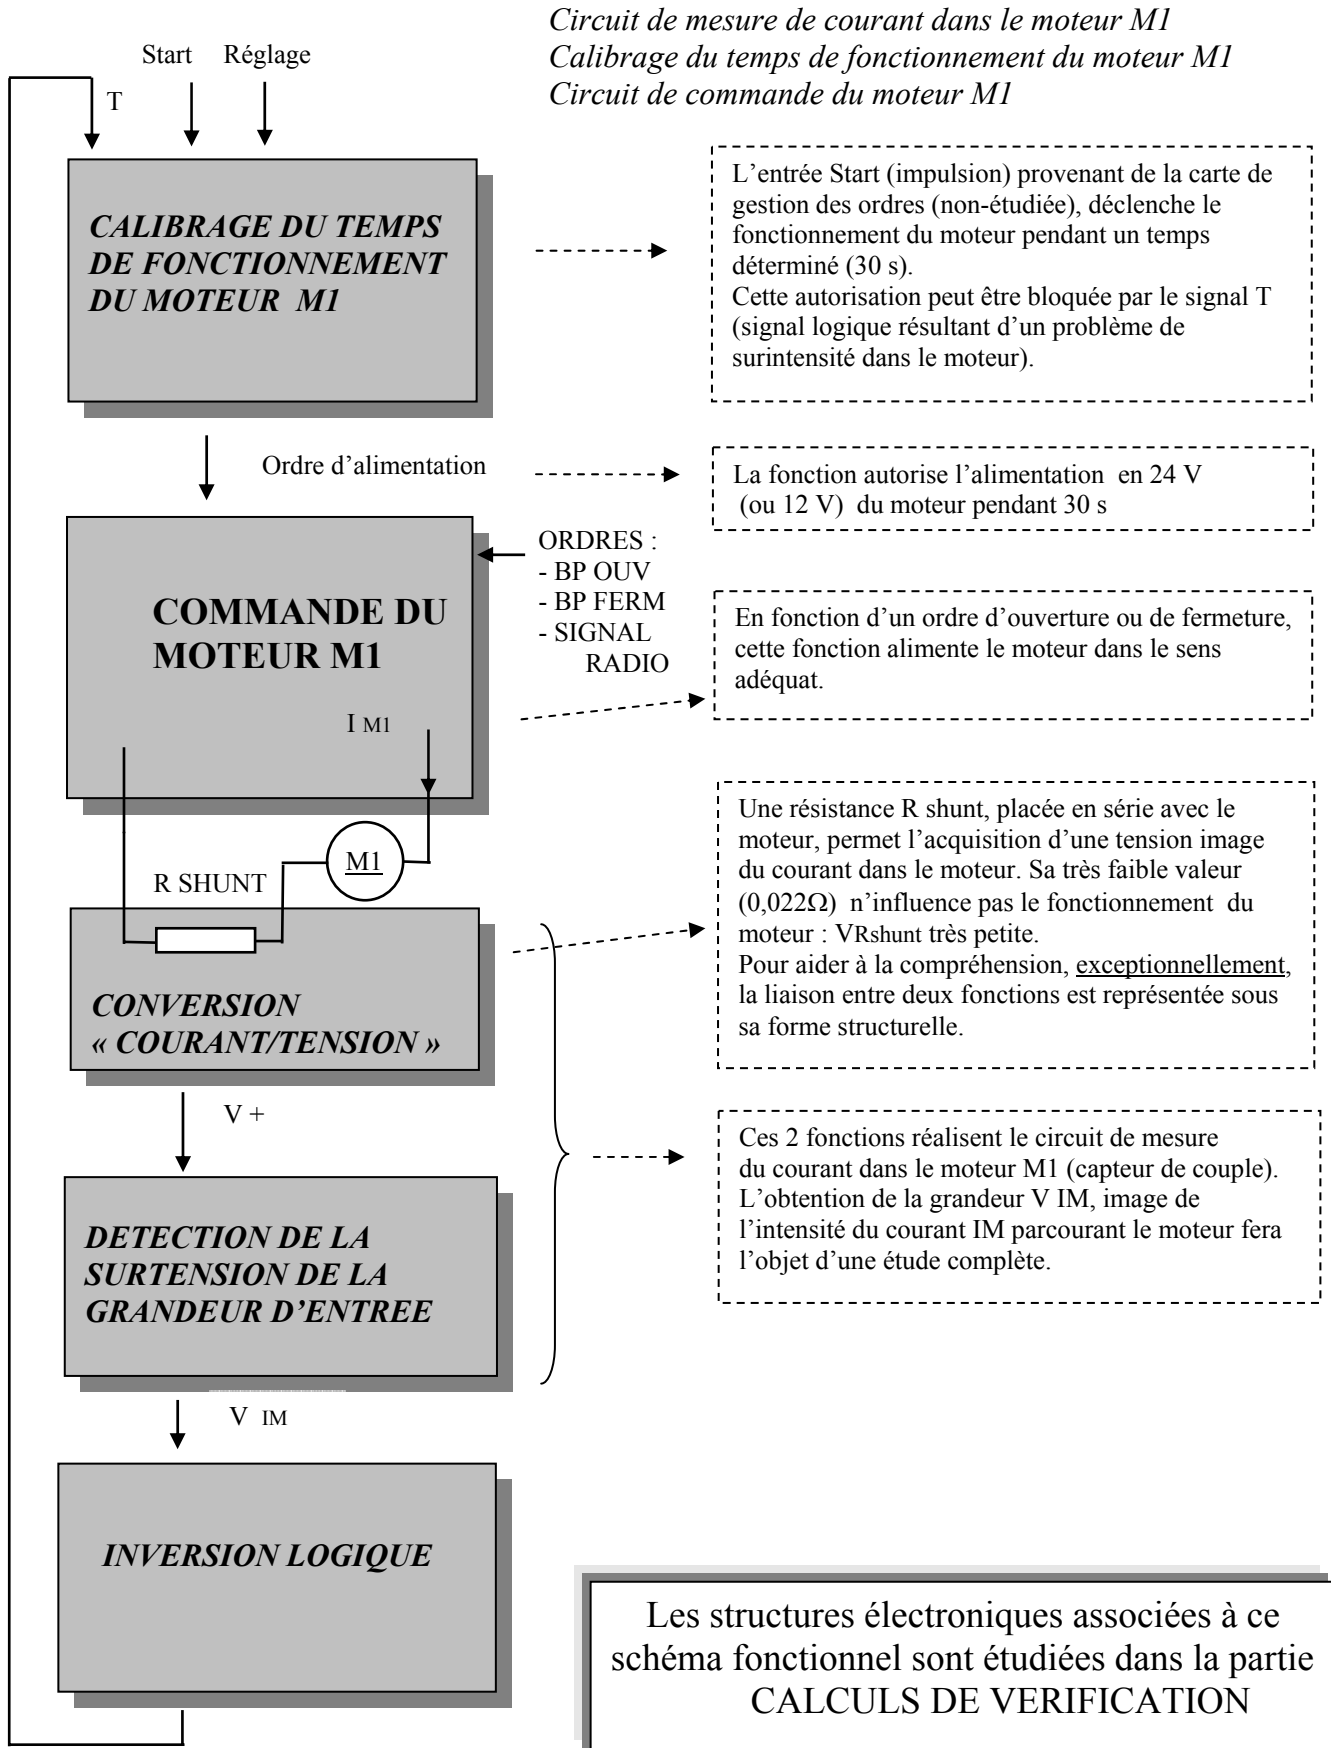 Circuit de mesure de courant dans le moteur M1
Calibrage du temps de fonctionnement du moteur M1
Circuit de commande du moteur M1
Start Réglage
T
CALIBRAGE DU TEMPS
DE FONCTIONNEMENT
DU MOTEUR M1
L'entrée Start (impulsion) provenant de la carte de
gestion des ordres (non-étudiée), déclenche le
fonctionnement du moteur pendant un temps
déterminé (30 s).
Cette autorisation peut être bloquée par le signal T
(signal logique résultant d'un problème de
surintensité dans le moteur).
Ordre d'alimentation
La fonction autorise l'alimentation en 24 V
(ou 12 V) du moteur pendant 30 s
COMMANDE DU
MOTEUR M1
I M1
ORDRES :
- BP OUV
- BP FERM
- SIGNAL
RADIO
En fonction d'un ordre d'ouverture ou de fermeture,
cette fonction alimente le moteur dans le sens
adéquat.
M1
R SHUNT
CONVERSION
« COURANT/TENSION »
Une résistance R shunt, placée en série avec le
moteur, permet l'acquisition d'une tension image
du courant dans le moteur. Sa très faible valeur
(0,022Ω) n'influence pas le fonctionnement du
moteur : VRshunt très petite.
Pour aider à la compréhension, exceptionnellement,
la liaison entre deux fonctions est représentée sous
sa forme structurelle.
V +
Ces 2 fonctions réalisent le circuit de mesure
du courant dans le moteur M1 (capteur de couple).
L'obtention de la grandeur V IM, image de
l'intensité du courant IM parcourant le moteur fera
l'objet d'une étude complète.
DETECTION DE LA
SURTENSION DE LA
GRANDEUR D'ENTREE
V IM
INVERSION LOGIQUE
Les structures électroniques associées à ce
schéma fonctionnel sont étudiées dans la partie
CALCULS DE VERIFICATION